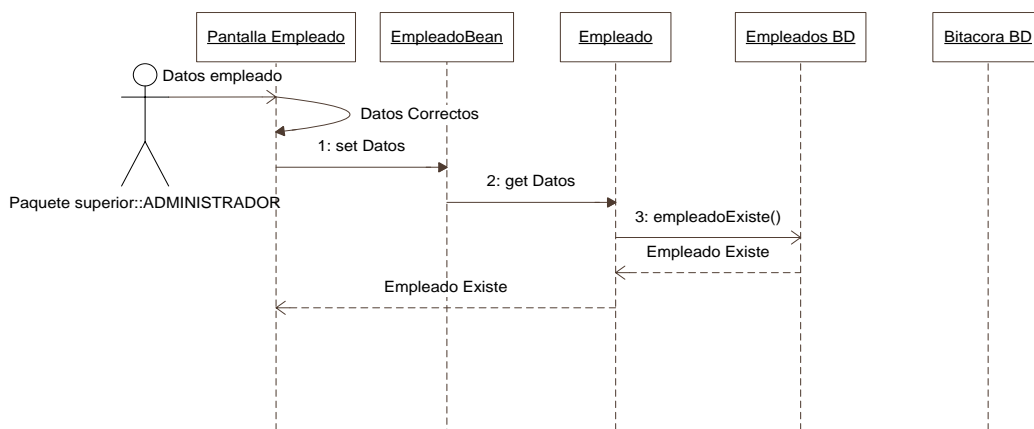 Pantalla Empleado
EmpleadoBean
Empleado
Empleados BD
Bitacora BD
Datos empleado
Datos Correctos
1: set Datos
2: get Datos
Paquete superior::ADMINISTRADOR
3: empleadoExiste()
Empleado Existe
Empleado Existe